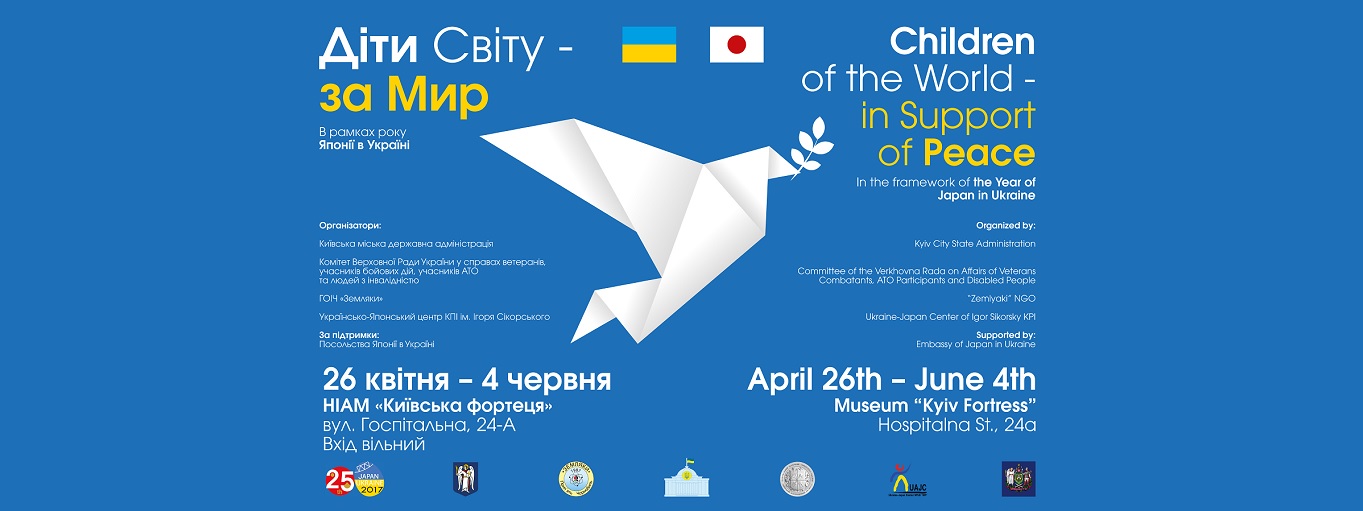 Діти Світу -
за Мир
В рамках року
Японії в Україні
Організатори:
Київська міська державна адміністрація
Комітет Верховної Ради України у справах ветеранів,
учасників бойових дій, учасників АТО
та людей з інвалідністю
ГОІЧ «Земляки»
Українсько-Японський центр КПІ ім. Ігоря Сікорського
За підтримки:
Посольства Японії в Україні
26 квітня – 4 червня
НІАМ «Київська фортеця»
вул. Госпітальна, 24-А
Вхід вільний
Children
of the World -
in Support
of Peace
In the framework of the Year of
Japan in Ukraine
Organized by:
Kyiv City State Administration
Committee of the Verkhovna Rada on Affairs of Veterans
Combatants, ATO Participants and Disabled People
"Zemiyaki" NGO
Ukraine-Japan Center of Igor Sikorsky KPI
Supported by:
Embassy of Japan in Ukraine
April 26th – June 4th
Museum “Kyiv Fortress”
Hospitalna St., 24a
25
JAPAN
UKRAINE
2017
UAJC